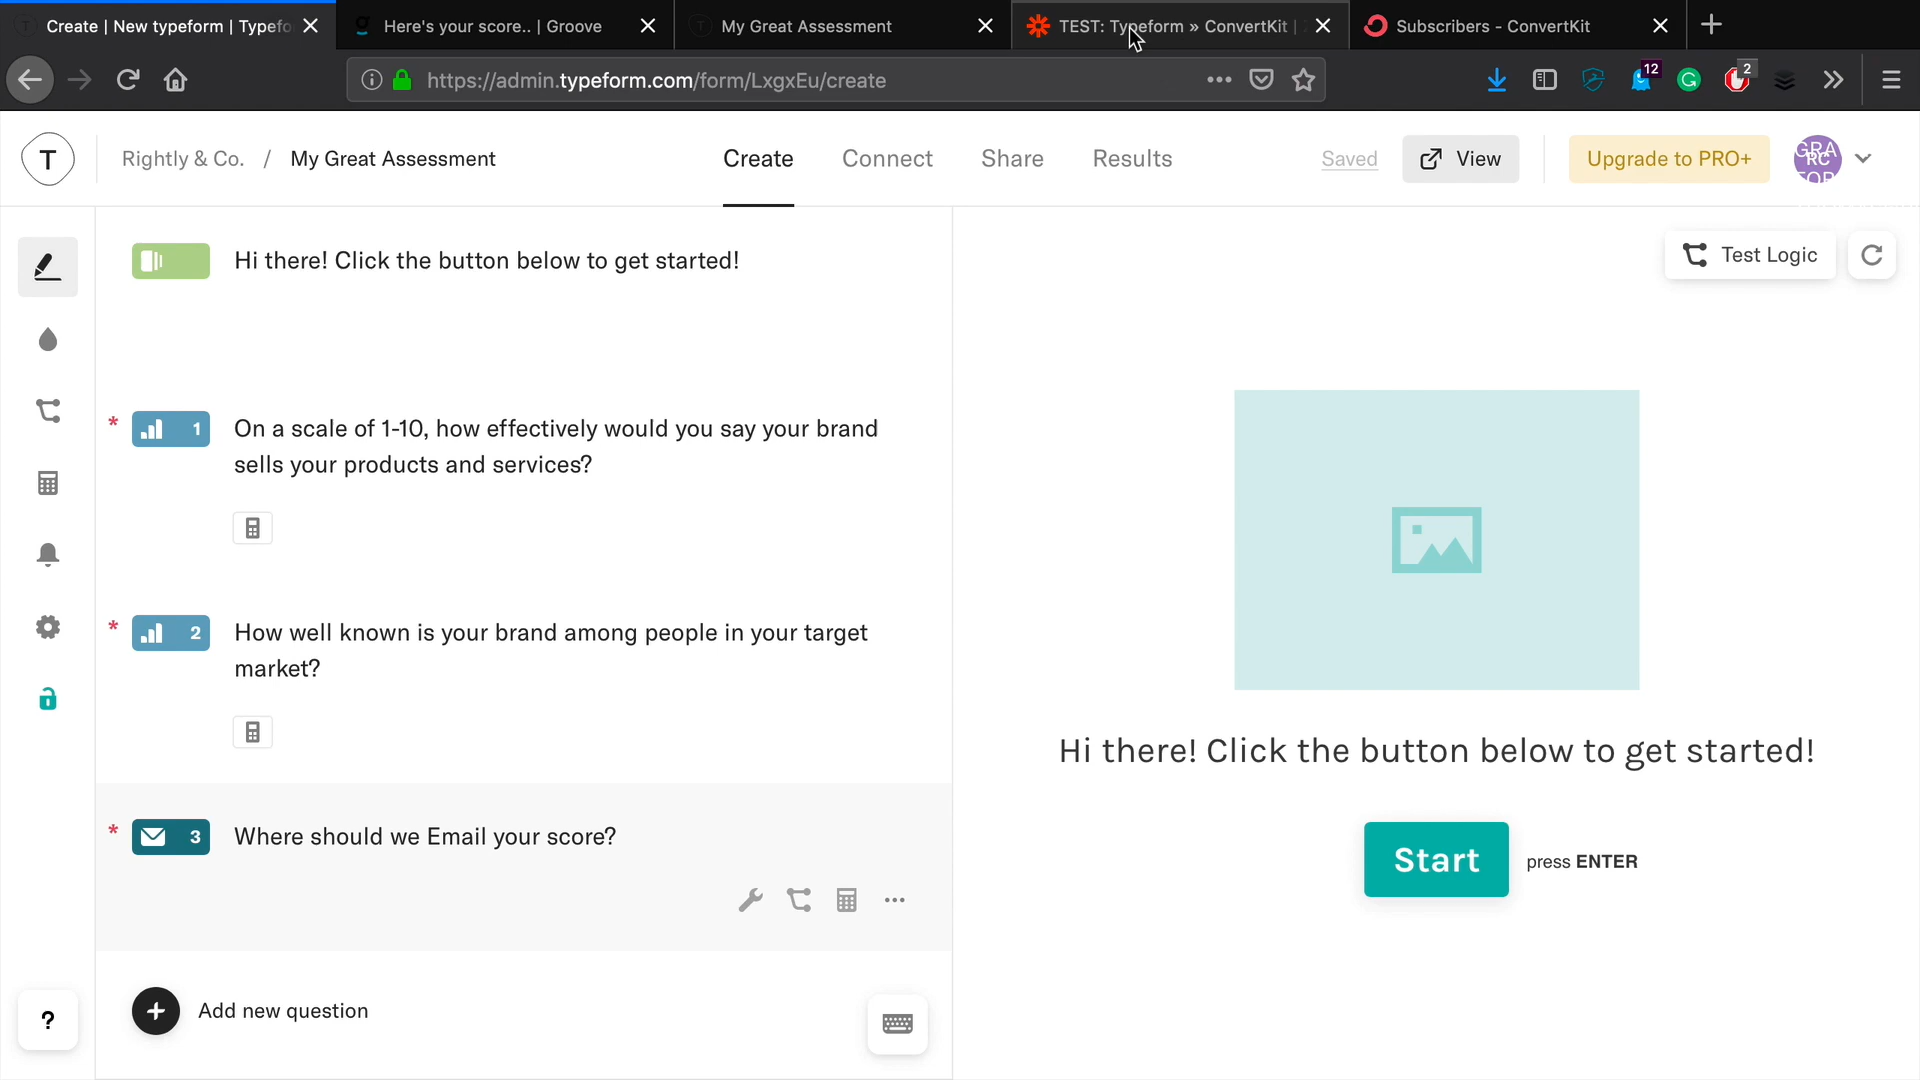 Create | New typeform | Typefo
Here's your score.. | Groove
My Great Assessment
TEST: Typeform » ConvertKit |
Subscribers - ConvertKit
https://admin.typeform.com/form/LxgxEu/create
12
2
T
Rightly & Co. / My Great Assessment
Create
Connect
Share
Results
Saved
View
Upgrade to PRO+
RC
Hi there! Click the button below to get started!
Test Logic
* 1 On a scale of 1-10, how effectively would you say your brand
sells your products and services?
* 2 How well known is your brand among people in your target
market?
Hi there! Click the button below to get started!
* 3 Where should we Email your score?
Start press ENTER
Add new question
?